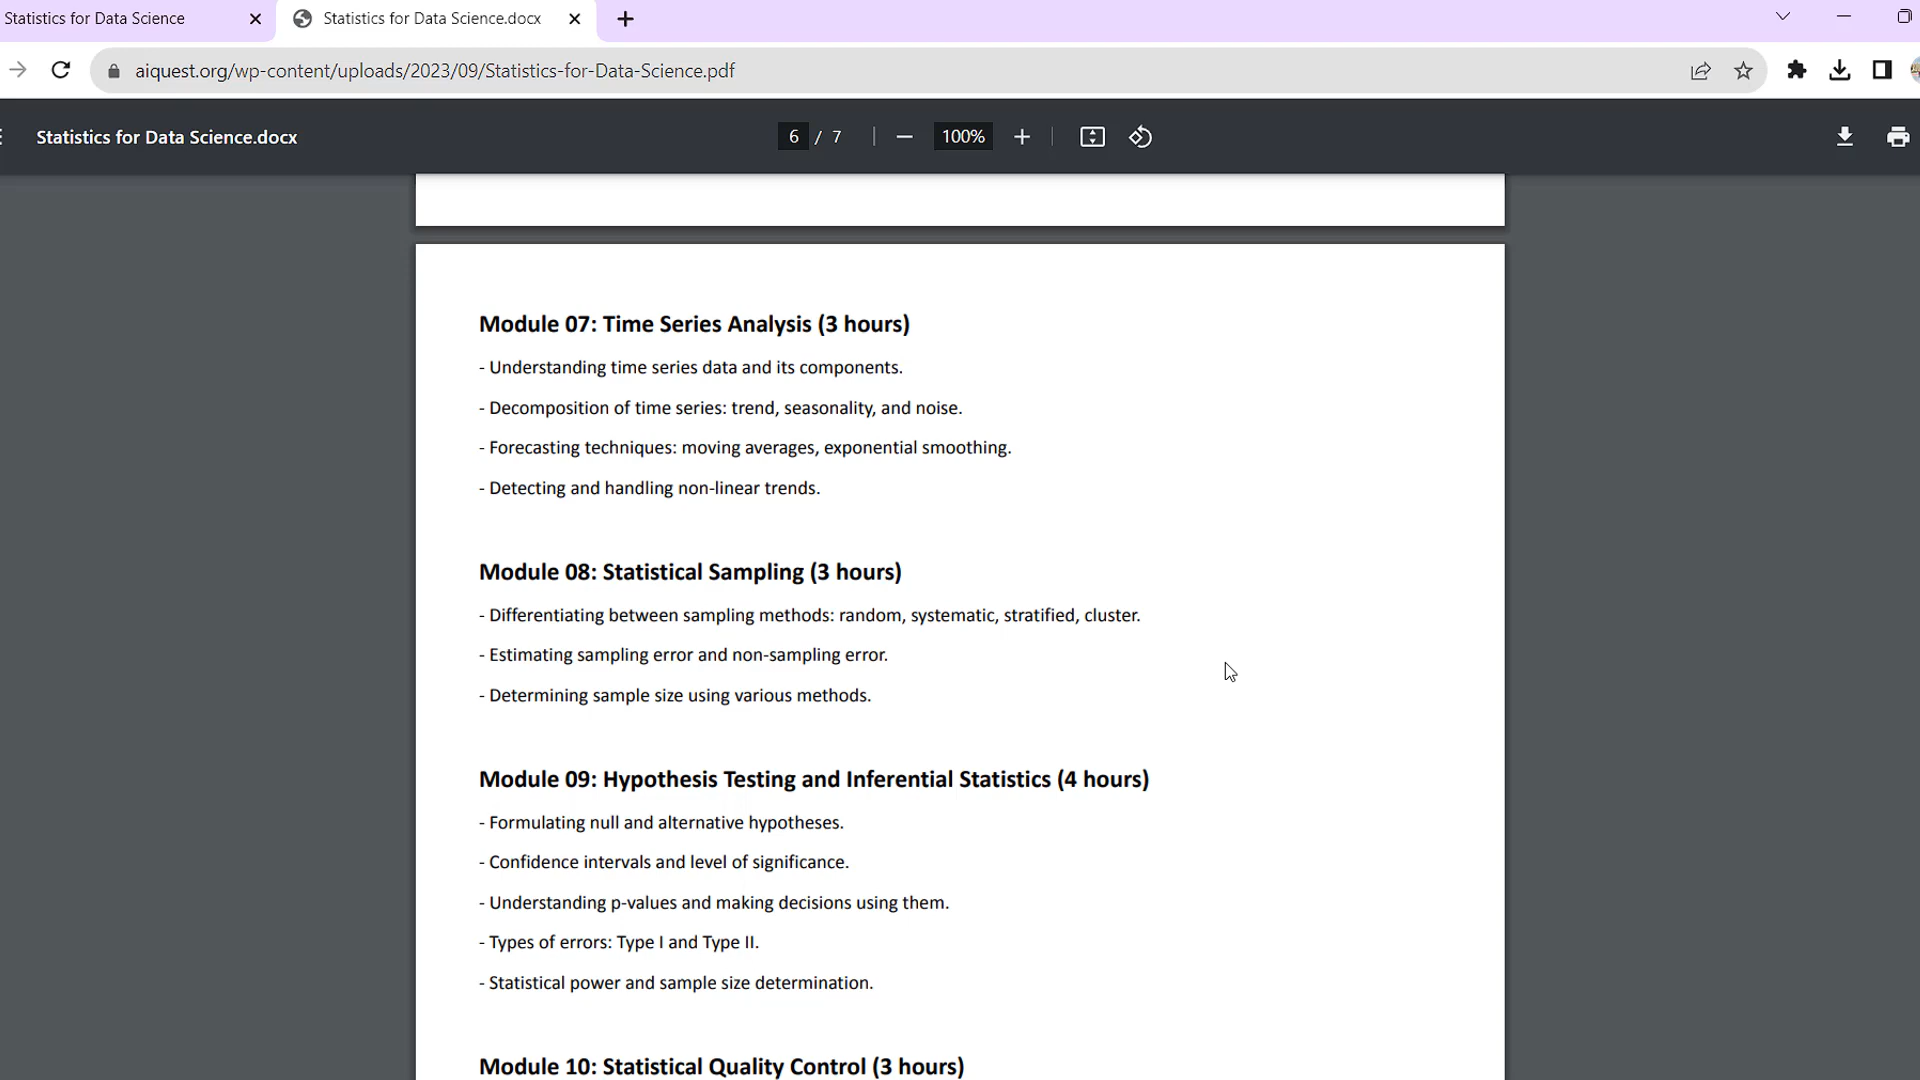 Statistics for Data Science
Statistics for Data Science.docx
aiquest.org/wp-content/uploads/2023/09/Statistics-for-Data-Science.pdf
Statistics for Data Science.docx
6 / 7
100%
Module 07: Time Series Analysis (3 hours)
- Understanding time series data and its components.
- Decomposition of time series: trend, seasonality, and noise.
- Forecasting techniques: moving averages, exponential smoothing.
- Detecting and handling non-linear trends.
Module 08: Statistical Sampling (3 hours)
- Differentiating between sampling methods: random, systematic, stratified, cluster.
- Estimating sampling error and non-sampling error.
- Determining sample size using various methods.
Module 09: Hypothesis Testing and Inferential Statistics (4 hours)
- Formulating null and alternative hypotheses.
- Confidence intervals and level of significance.
- Understanding p-values and making decisions using them.
- Types of errors: Type I and Type II.
- Statistical power and sample size determination.
Module 10: Statistical Quality Control (3 hours)